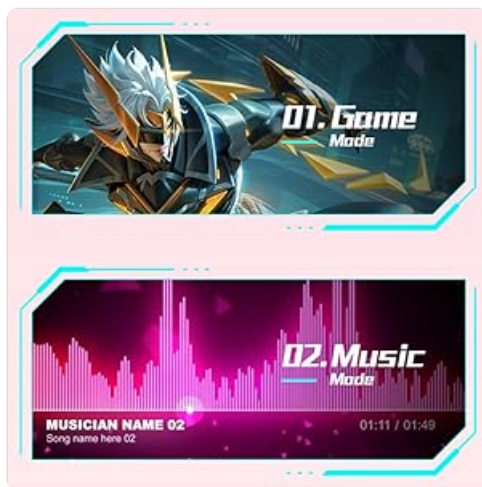 01. Game
Mode
02. Music
Mode
MUSICIAN NAME 02
Song name here 02
01:11 / 01:49